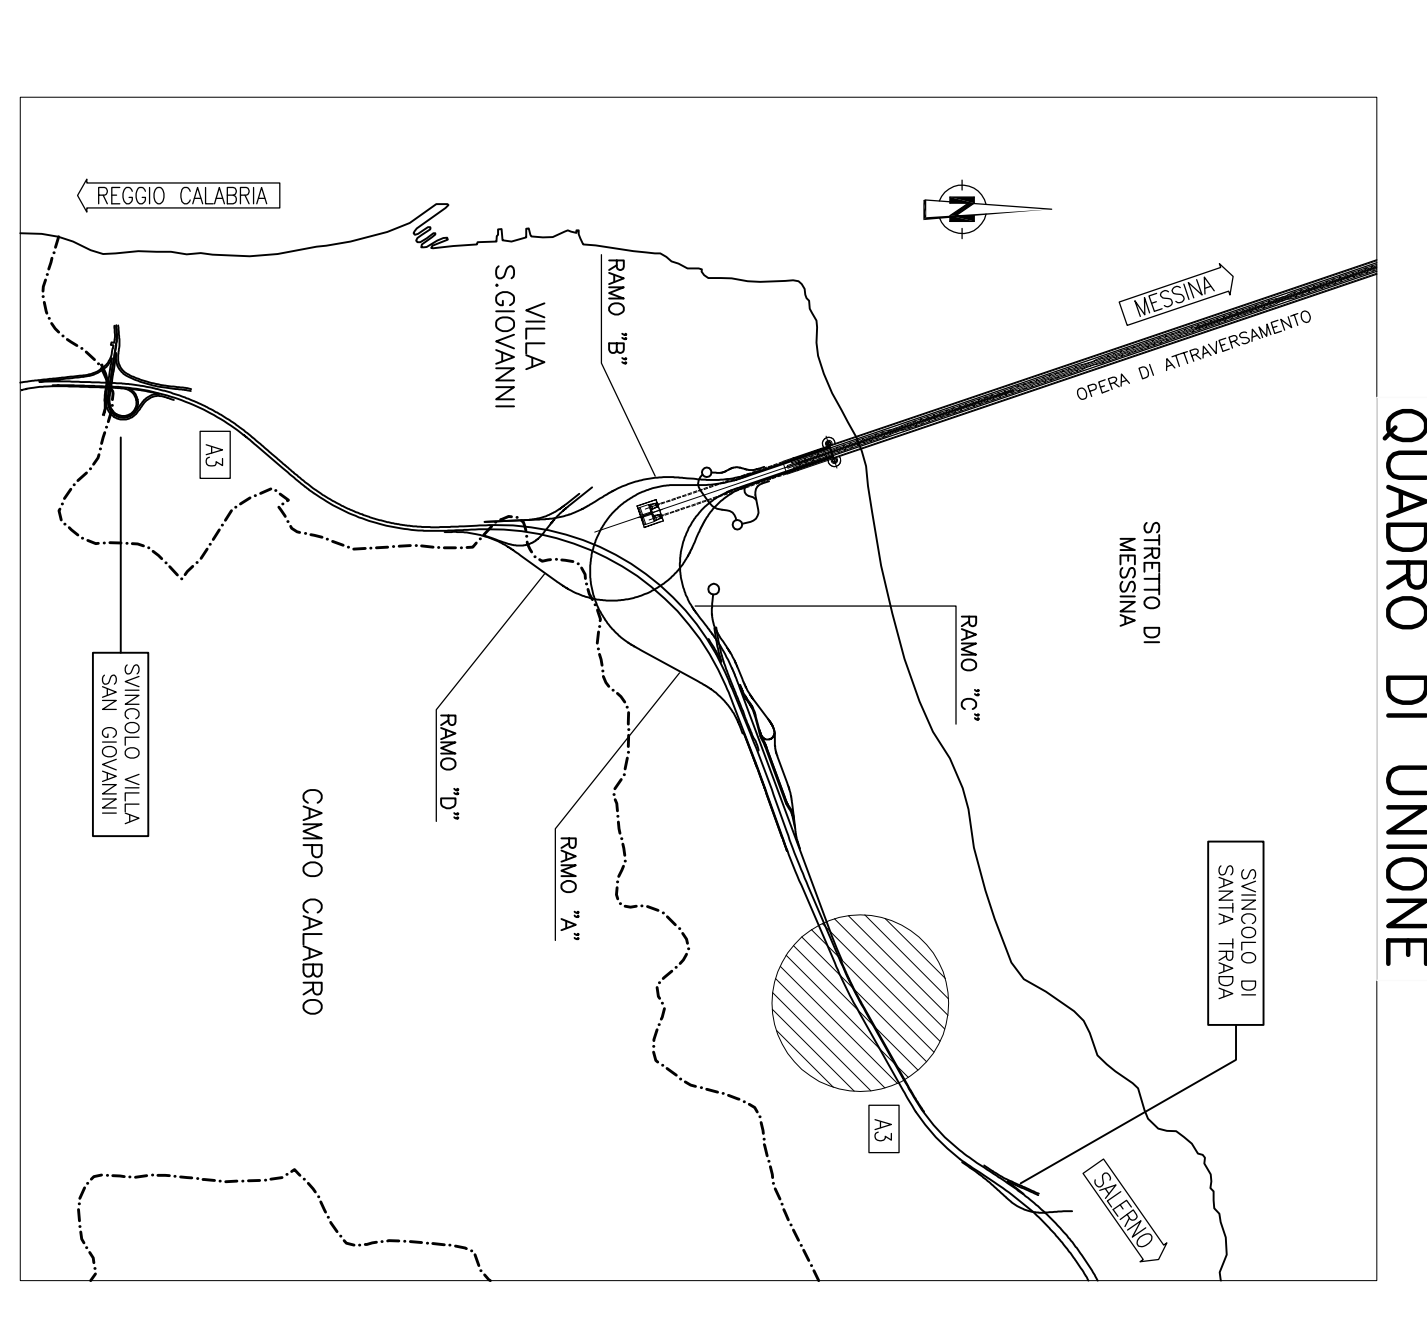 QUADRO DI UNIONE
MESSINA
OPERA DI ATTRAVERSAMENTO
N
REGGIO CALABRIA
STRETTO DI
MESSINA
RAMO "B"
VILLA
S.GIOVANNI
A3
RAMO "C"
SVINCOLO DI
SANTA TRADA
SVINCOLO VILLA
SAN GIOVANNI
RAMO "D"
RAMO "A"
CAMPO CALABRO
A3
SALERNO